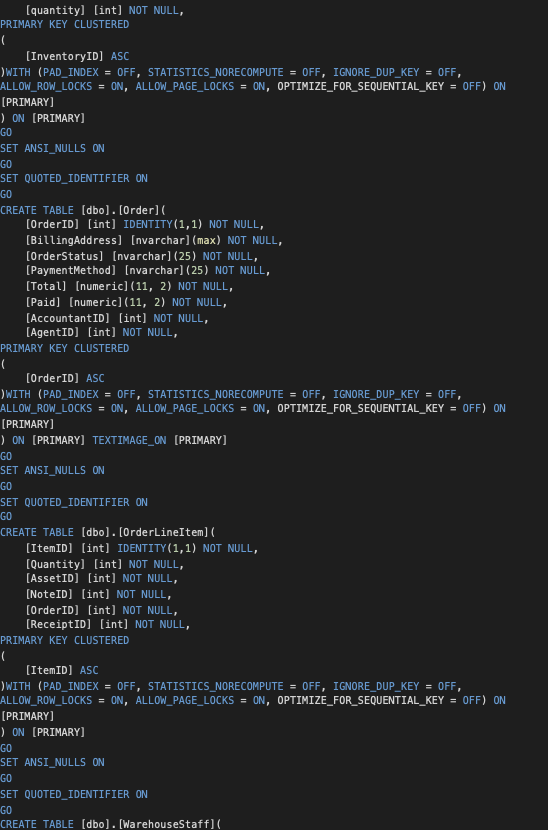 [quantity] [int] NOT NULL,
PRIMARY KEY CLUSTERED
(
[InventoryID] ASC
)WITH (PAD_INDEX = OFF, STATISTICS_NORECOMPUTE = OFF, IGNORE_DUP_KEY = OFF,
ALLOW_ROW_LOCKS = ON, ALLOW_PAGE_LOCKS = ON, OPTIMIZE_FOR_SEQUENTIAL_KEY = OFF) ON
[PRIMARY]
) ON [PRIMARY]
GO
SET ANSI_NULLS ON
GO
SET QUOTED_IDENTIFIER ON
GO
CREATE TABLE [dbo].[Order](
[OrderID] [int] IDENTITY(1,1) NOT NULL,
[BillingAddress] [nvarchar](max) NOT NULL,
[OrderStatus] [nvarchar](25) NOT NULL,
[PaymentMethod] [nvarchar](25) NOT NULL,
[Total] [numeric](11, 2) NOT NULL,
[Paid] [numeric](11, 2) NOT NULL,
[AccountantID] [int] NOT NULL,
[AgentID] [int] NOT NULL,
PRIMARY KEY CLUSTERED
(
[OrderID] ASC
)WITH (PAD_INDEX = OFF, STATISTICS_NORECOMPUTE = OFF, IGNORE_DUP_KEY = OFF,
ALLOW_ROW_LOCKS = ON, ALLOW_PAGE_LOCKS = ON, OPTIMIZE_FOR_SEQUENTIAL_KEY = OFF) ON
[PRIMARY]
) ON [PRIMARY] TEXTIMAGE_ON [PRIMARY]
GO
SET ANSI_NULLS ON
GO
SET QUOTED_IDENTIFIER ON
GO
CREATE TABLE [dbo].[OrderLineItem](
[ItemID] [int] IDENTITY(1,1) NOT NULL,
[Quantity] [int] NOT NULL,
[AssetID] [int] NOT NULL,
[NoteID] [int] NOT NULL,
[OrderID] [int] NOT NULL,
[ReceiptID] [int] NOT NULL,
PRIMARY KEY CLUSTERED
(
[ItemID] ASC
)WITH (PAD_INDEX = OFF, STATISTICS_NORECOMPUTE = OFF, IGNORE_DUP_KEY = OFF,
ALLOW_ROW_LOCKS = ON, ALLOW_PAGE_LOCKS = ON, OPTIMIZE_FOR_SEQUENTIAL_KEY = OFF) ON
[PRIMARY]
) ON [PRIMARY]
GO
SET ANSI_NULLS ON
GO
SET QUOTED_IDENTIFIER ON
GO
CREATE TABLE [dbo].[WarehouseStaff](